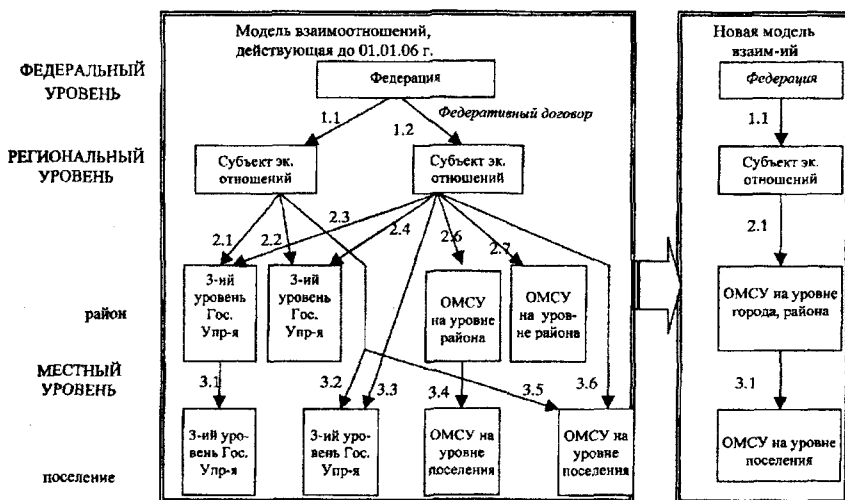 Модель взаимоотношений,
действующая до 01.01.06 г.
Новая модель
взаим-ий
ФЕДЕРАЛЬНЫЙ
УРОВЕНЬ
Федерация
Федерация
1.1
1.2
Федеративный договор
1.1
РЕГИОНАЛЬНЫЙ
УРОВЕНЬ
Субъект эк.
отношений
Субъект эк.
отношений
Субъект эк.
отношений
2.1
2.2
2.3
2.4
2.6
2.7
2.1
район
3-ий уровень
Гос.
Упр-я
3-ий уровень
Гос.
Упр-я
ОМСУ
на уровне
района
ОМСУ
на уров-
не района
ОМСУ на уровне
города, района
МЕСТНЫЙ
УРОВЕНЬ
3.1
3.2
3.3
3.4
3.5
3.6
3.1
поселение
3-ий уро-
вень Гос.
Упр-я
3-ий уро-
вень Гос.
Упр-я
ОМСУ на
уровне
поселения
ОМСУ на
уровне
поселения
ОМСУ на уровне
поселения